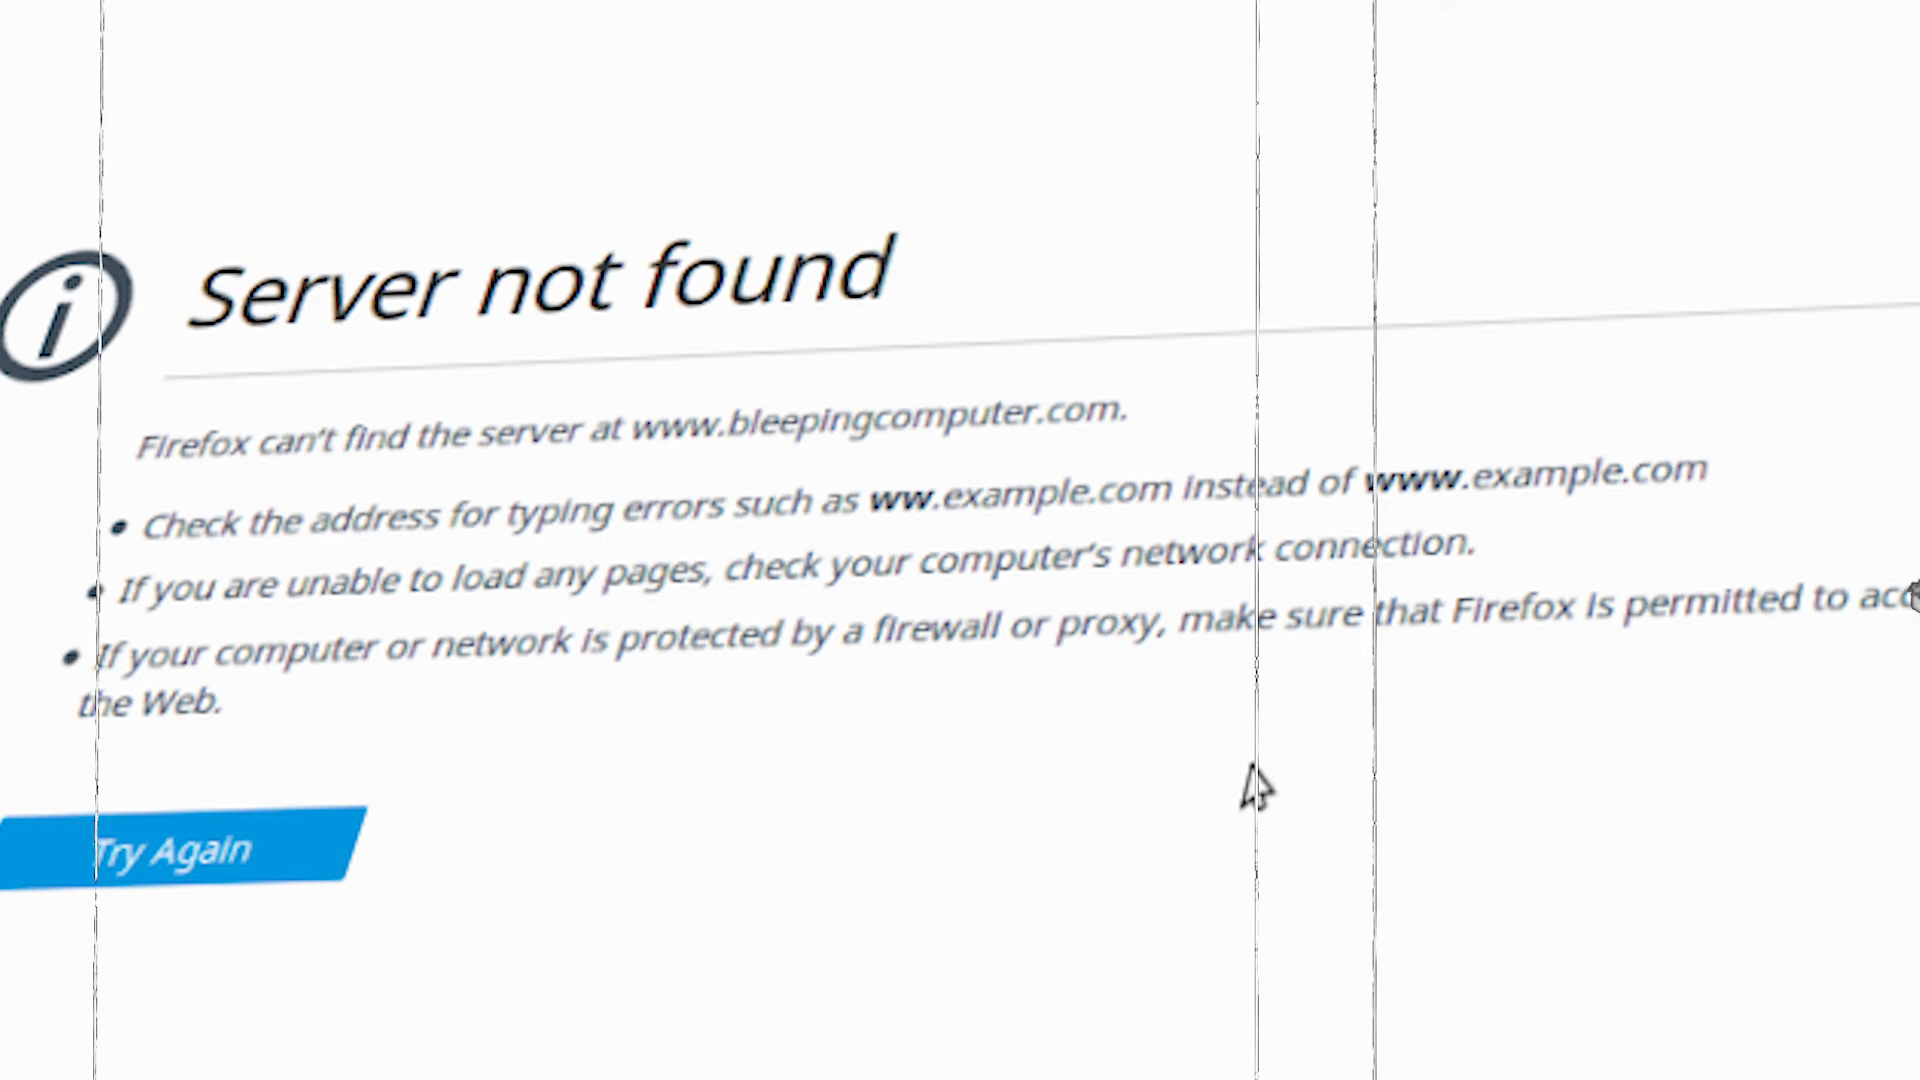 Server not found
Firefox can't find the server at www.bleepingcomputer.com.
• Check the address for typing errors such as ww.example.com instead of www.example.com
• If you are unable to load any pages, check your computer's network connection.
• If your computer or network is protected by a firewall or proxy, make sure that Firefox is permitted to
the Web.
Try Again